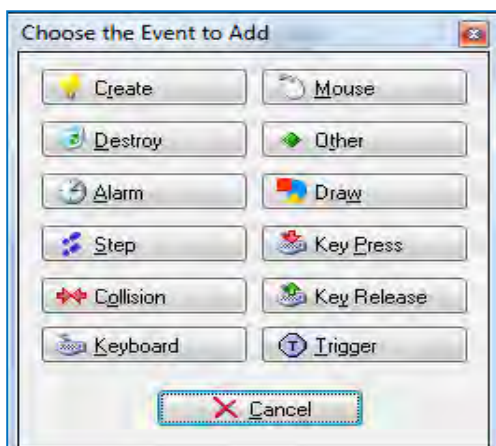 Choose the Event to Add
Create Mouse
Destroy Other
Alarm Draw
Step Key Press
Collision Key Release
Keyboard T Trigger
Cancel